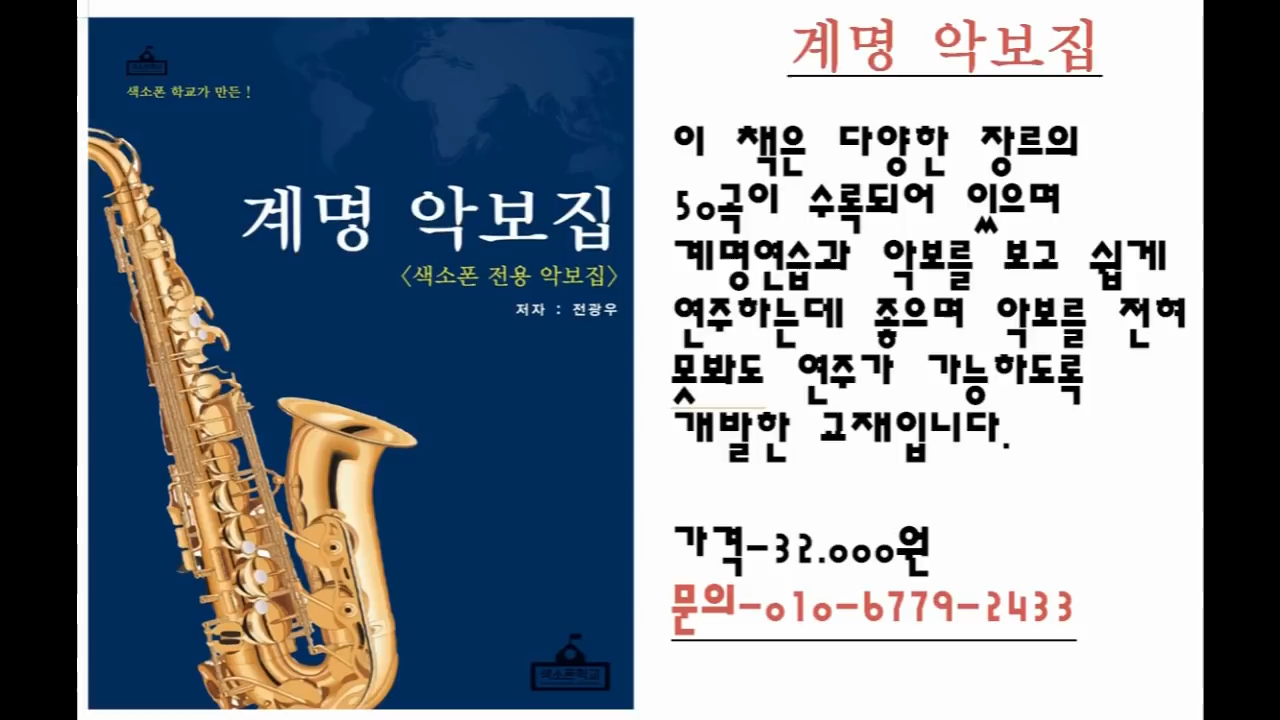 색소폰 학교가 만든 !
계명 악보집
<색소폰 전용 악보집>
저자 : 전광우
색소폰학교
계명 악보집
이 책은 다양한 장르의
50곡이 수록되어 있으며
계명연습과 악보를 보고 쉽게
연주하는데 좋으며 악보를 전혀
못봐도 연주가 가능하도록
개발한 교재입니다.
가격-32.000원
문의-010-6779-2433